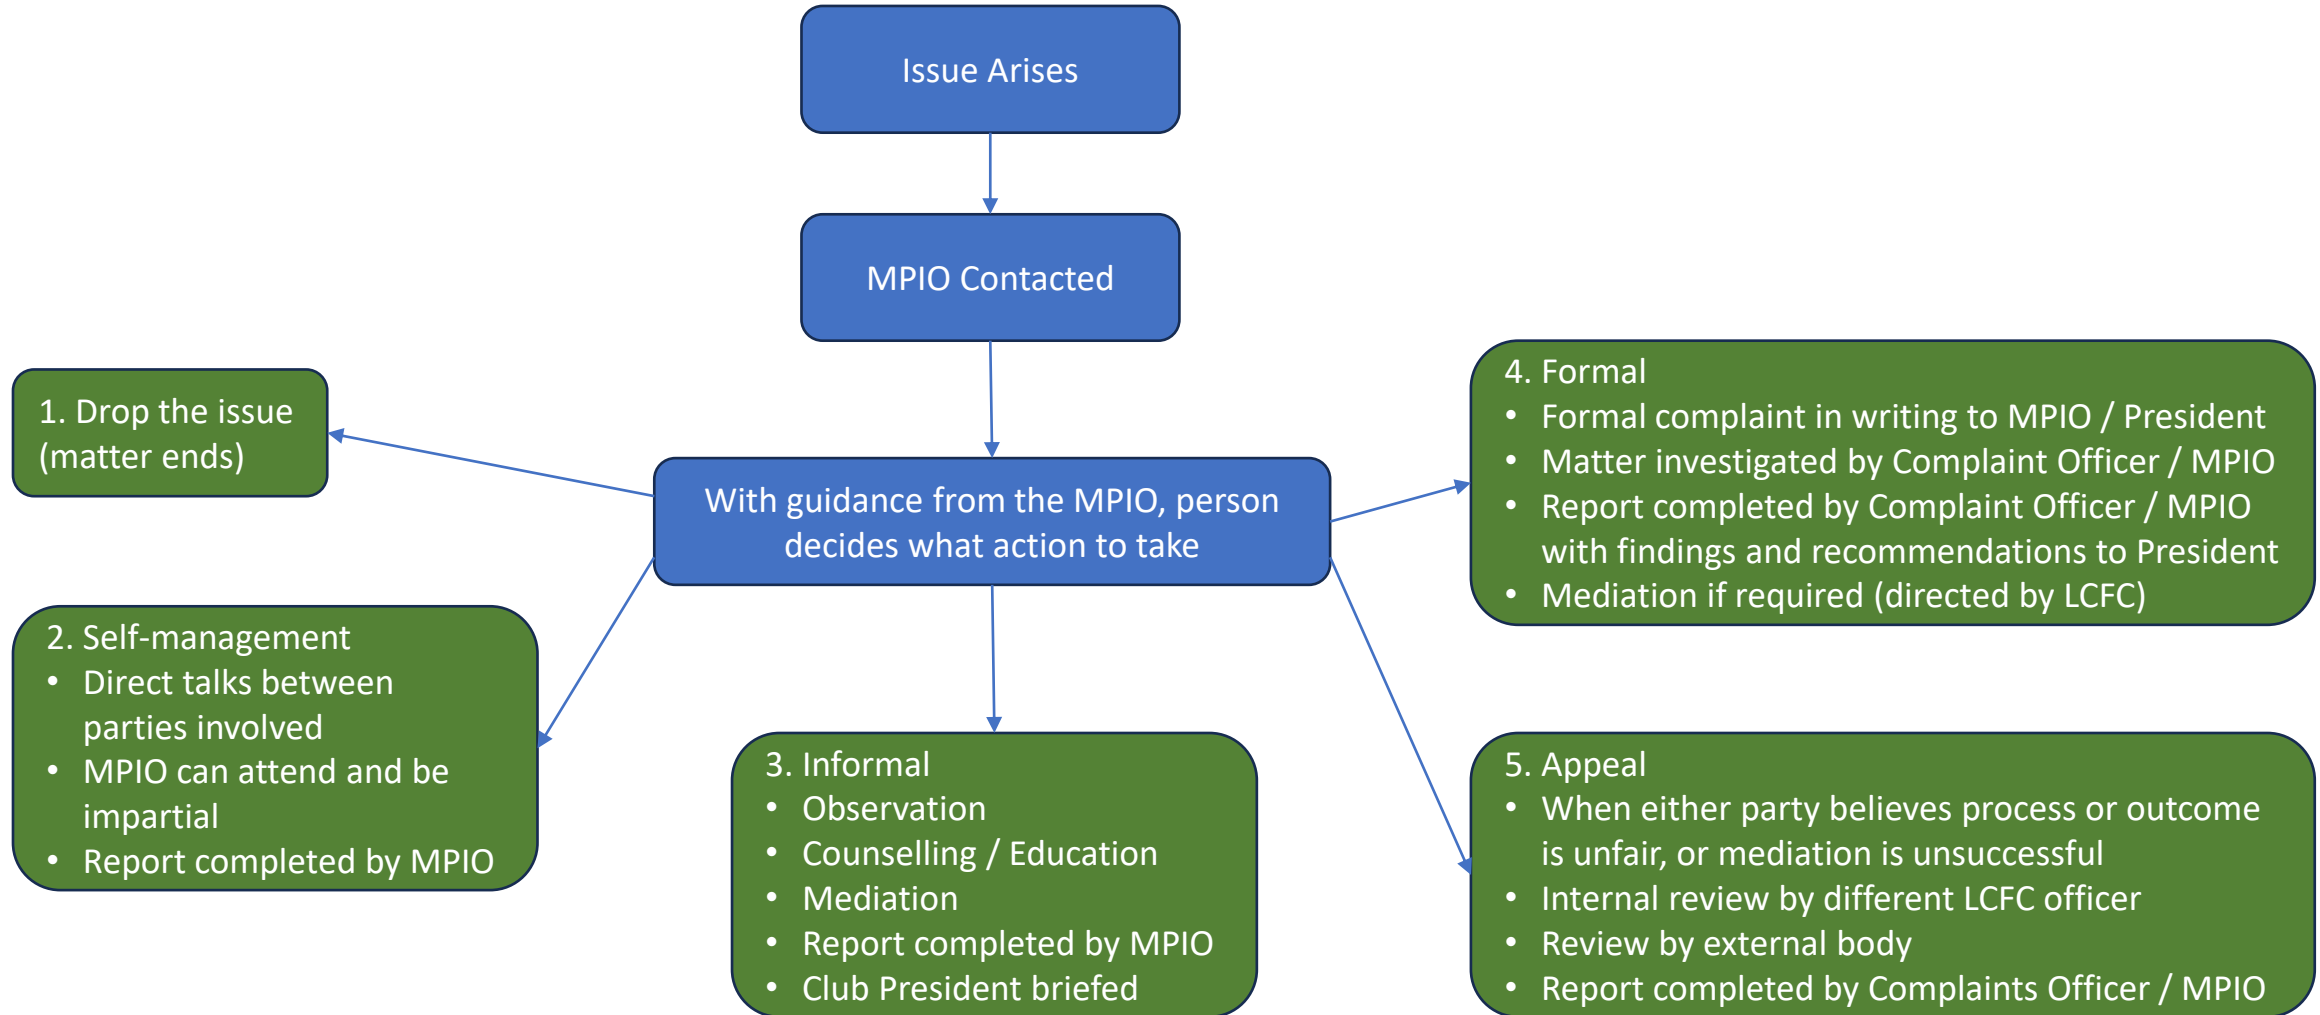 Issue Arises
MPIO Contacted
With guidance from the MPIO, person
decides what action to take
1. Drop the issue
(matter ends)
2. Self-management
• Direct talks between
parties involved
• MPIO can attend and be
impartial
• Report completed by MPIO
3. Informal
• Observation
• Counselling / Education
• Mediation
• Report completed by MPIO
• Club President briefed
4. Formal
• Formal complaint in writing to MPIO / President
• Matter investigated by Complaint Officer / MPIO
• Report completed by Complaint Officer / MPIO
with findings and recommendations to President
• Mediation if required (directed by LCFC)
5. Appeal
• When either party believes process or outcome
is unfair, or mediation is unsuccessful
• Internal review by different LCFC officer
• Review by external body
• Report completed by Complaints Officer / MPIO